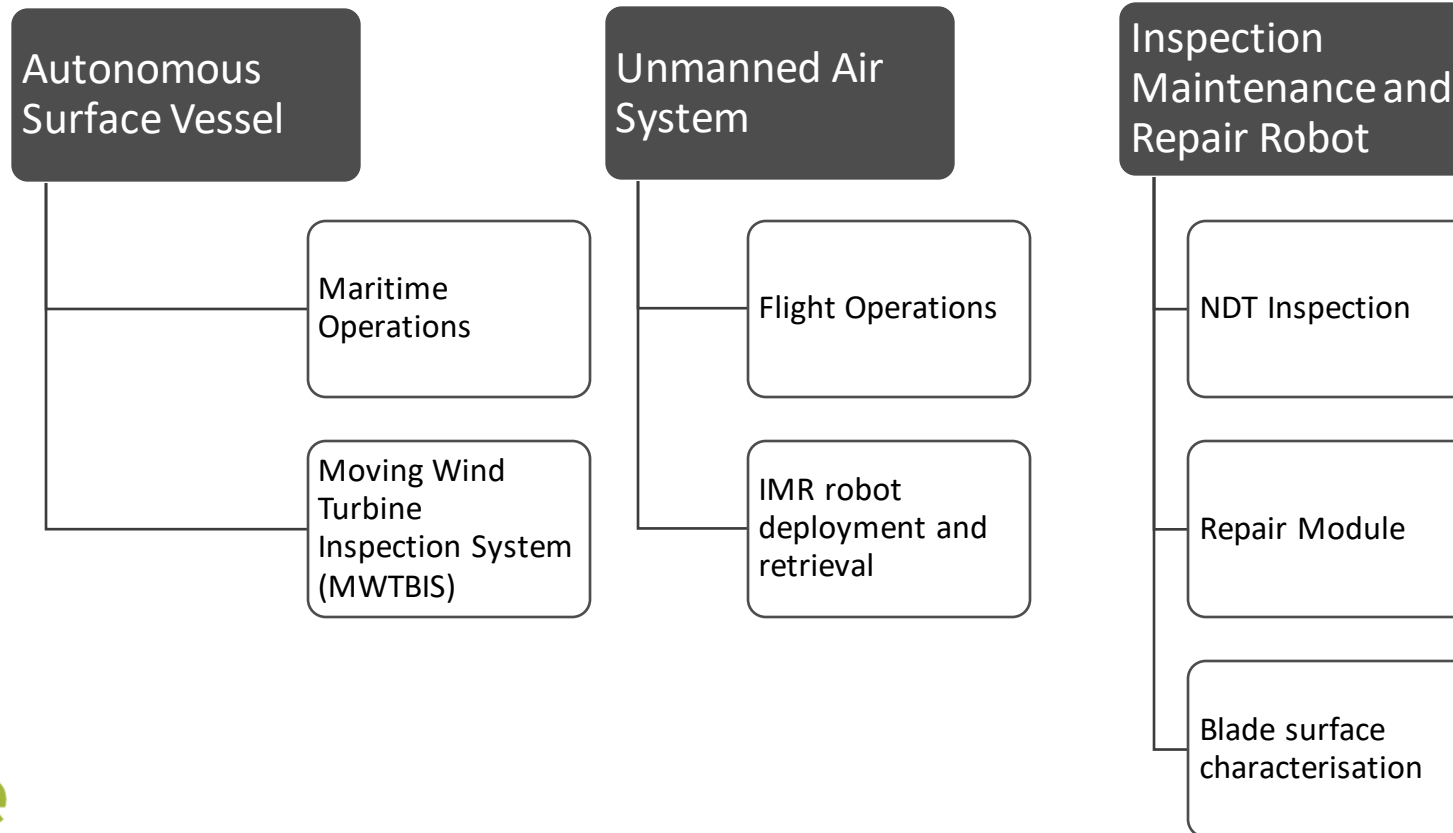 Autonomous
Surface Vessel
Maritime
Operations
Moving Wind
Turbine
Inspection System
(MWTBIS)
Unmanned Air
System
Flight Operations
IMR robot
deployment and
retrieval
Inspection
Maintenance and
Repair Robot
NDT Inspection
Repair Module
Blade surface
characterisation